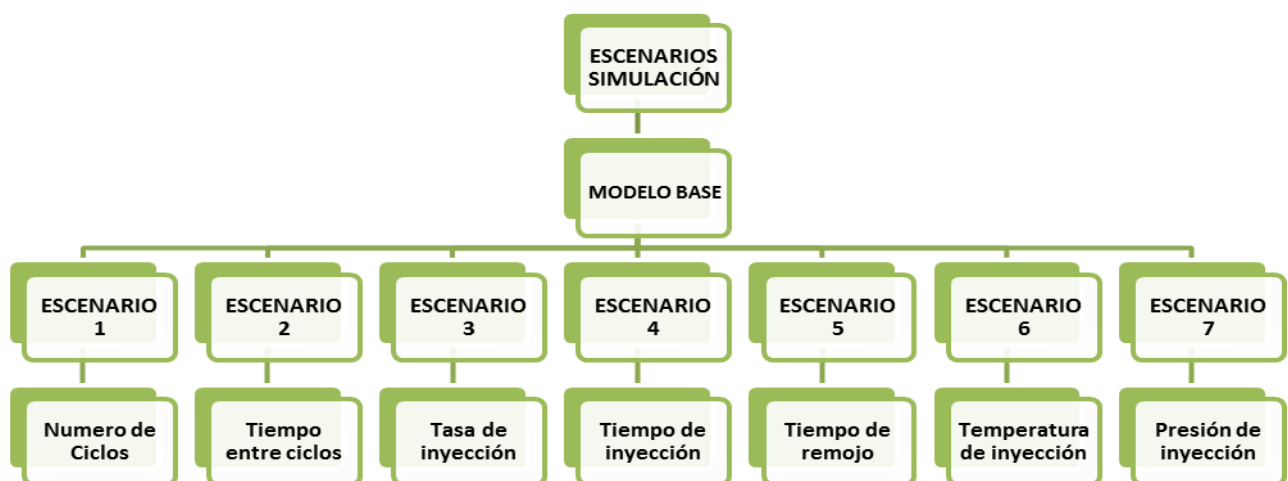 ESCENARIOS
SIMULACIÓN
MODELO BASE
ESCENARIO
1
ESCENARIO
2
ESCENARIO
3
ESCENARIO
4
ESCENARIO
5
ESCENARIO
6
ESCENARIO
7
Numero de
Ciclos
Tiempo
entre ciclos
Tasa de
inyección
Tiempo de
inyección
Tiempo de
remojo
Temperatura
de inyección
Presión de
inyección